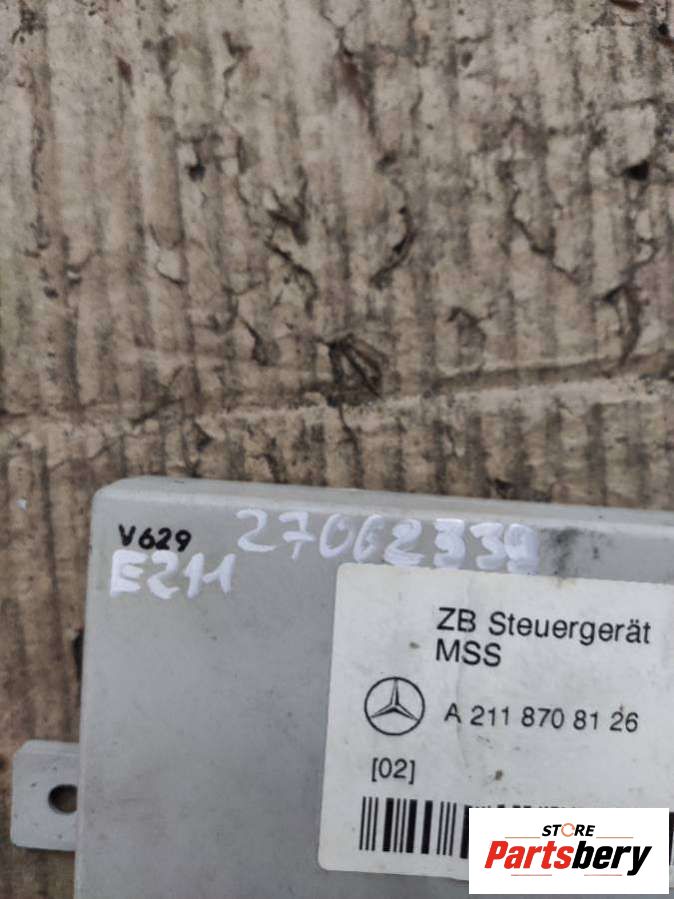 V629 27062339
E211
ZB Steuergerät
MSS
A 211 870 81 26
[02]
STORE
Partsbery